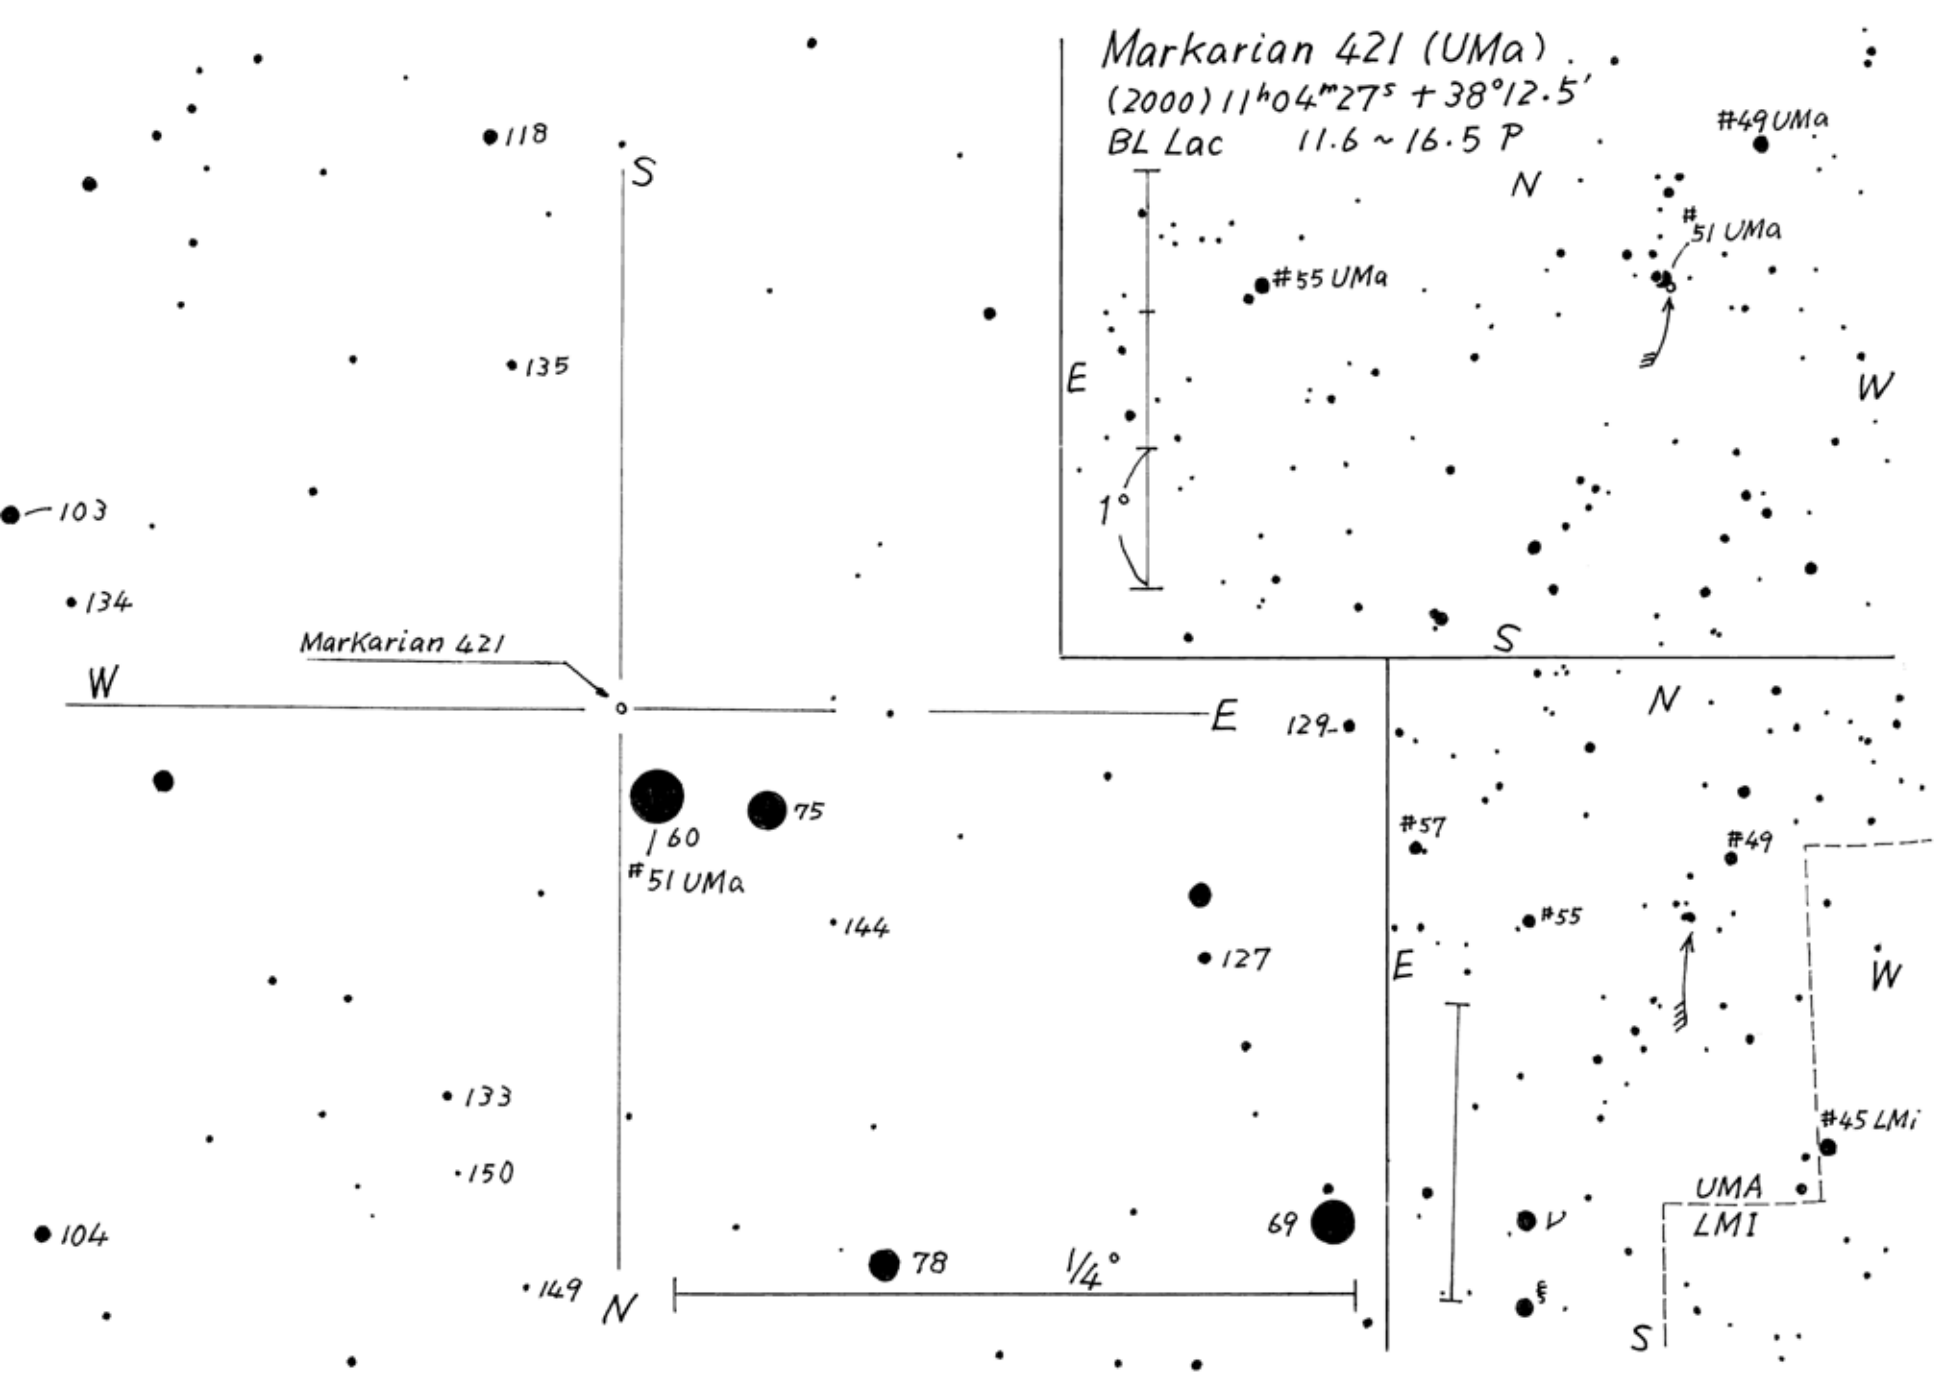 Markarian 421 (UMa)
(2000) 11ʰ04ᵐ27ˢ + 38°12.5′
BL Lac 11.6 ~ 16.5 P
#49 UMa
N
#51 UMa
#55 UMa
E
W
1°
S
118
S
135
103
134
Markarian 421
W
E
129
75
60
#51 UMa
144
127
133
150
104
149
N
78
69
1/4°
N
#57
#49
#55
E
W
#45 LMi
UMA
LMI
ν
ξ
S